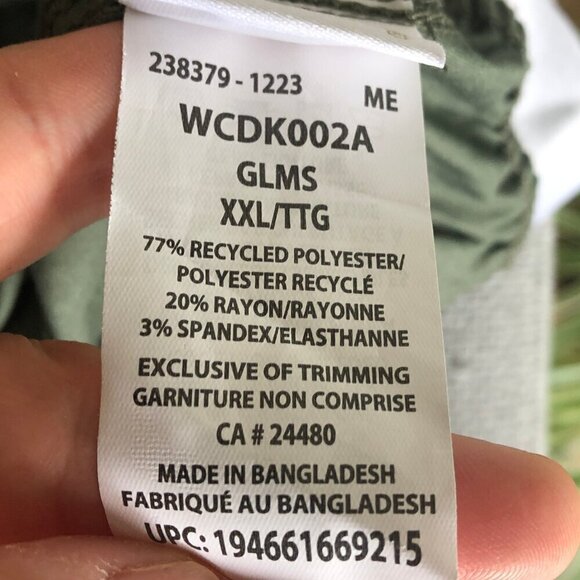 238379 - 1223 ME
WCDK002A
GLMS
XXL/TTG
77% RECYCLED POLYESTER/
POLYESTER RECYCLÉ
20% RAYON/RAYONNE
3% SPANDEX/ELASTHANNE
EXCLUSIVE OF TRIMMING
GARNITURE NON COMPRISE
CA # 24480
MADE IN BANGLADESH
FABRIQUÉ AU BANGLADESH
UPC: 194661669215